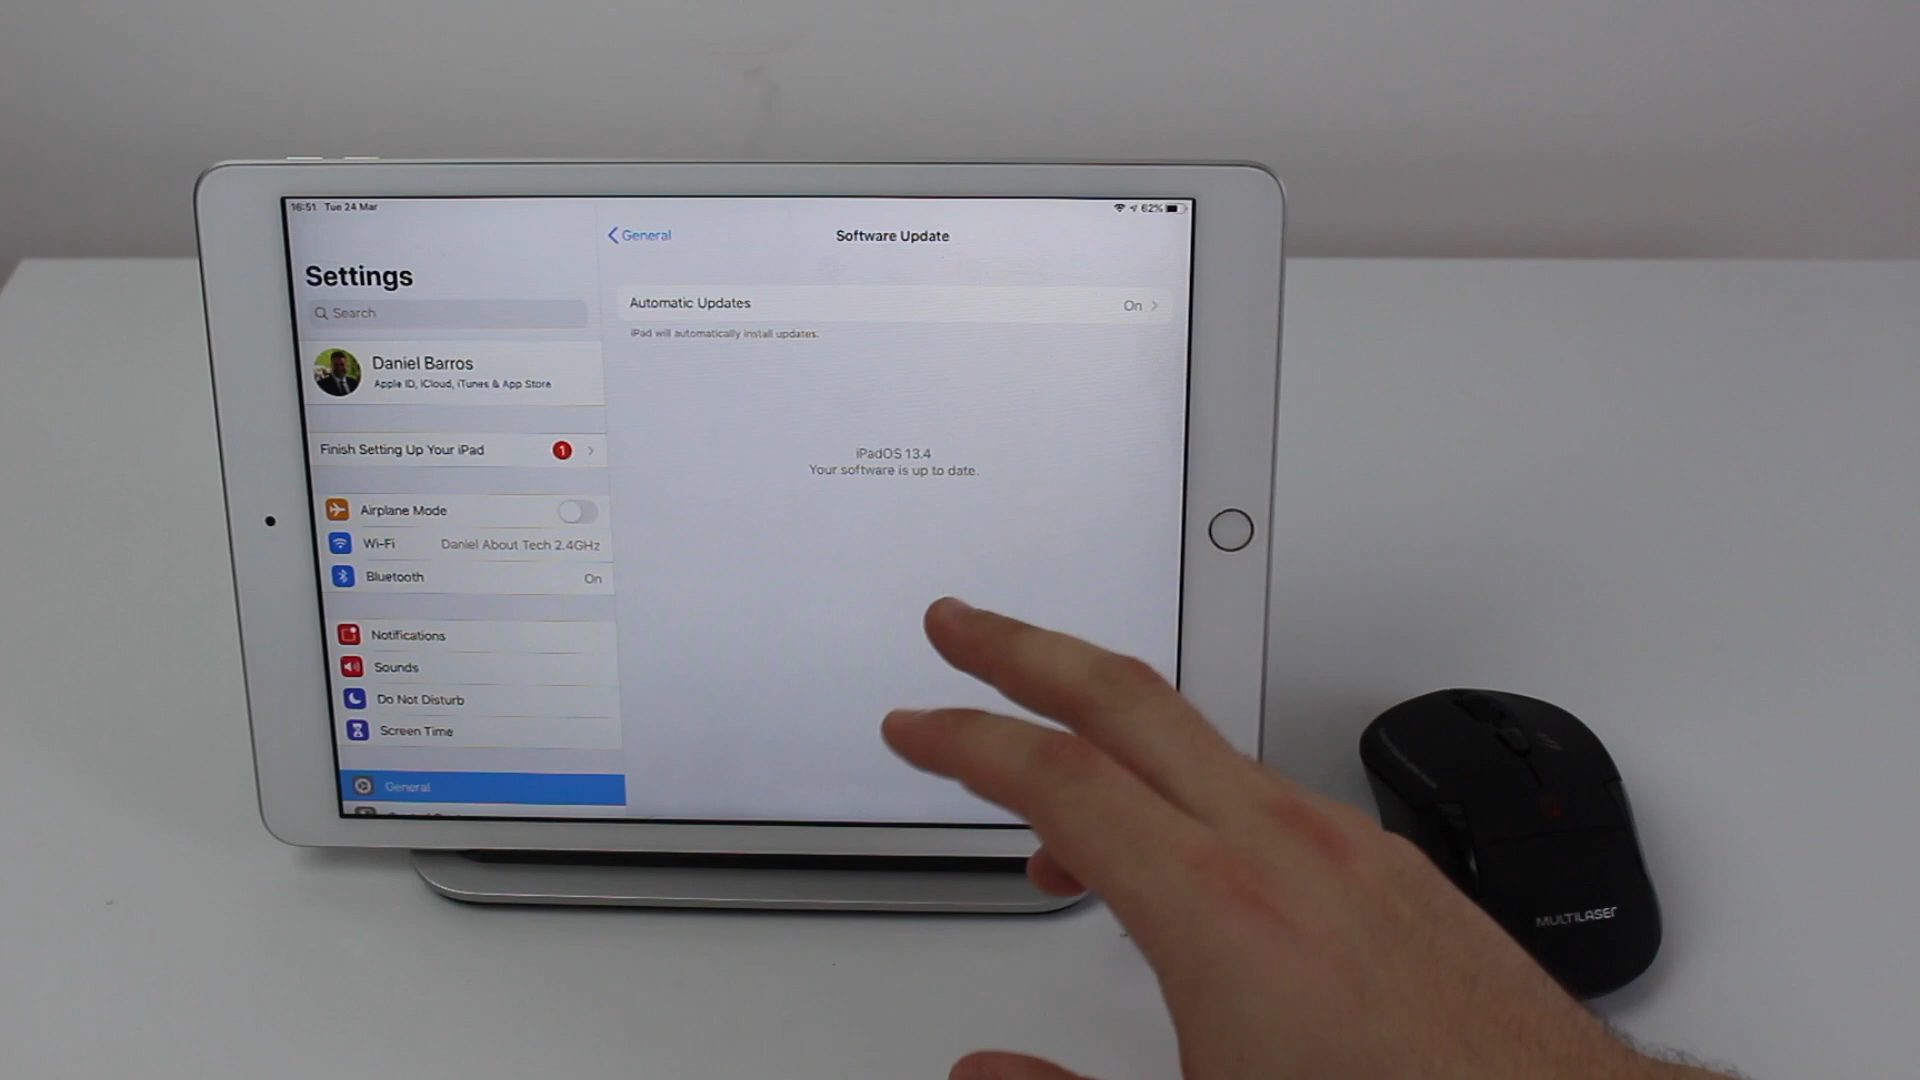 16:51 Tue 24 Mar
62%
Settings
Search
Daniel Barros
Apple ID, iCloud, iTunes & App Store
Finish Setting Up Your iPad 1
Airplane Mode
Wi-Fi Daniel About Tech 2.4GHz
Bluetooth On
Notifications
Sounds
Do Not Disturb
Screen Time
General
General
Software Update
Automatic Updates On
iPad will automatically install updates.
iPadOS 13.4
Your software is up to date.
MULTILASER